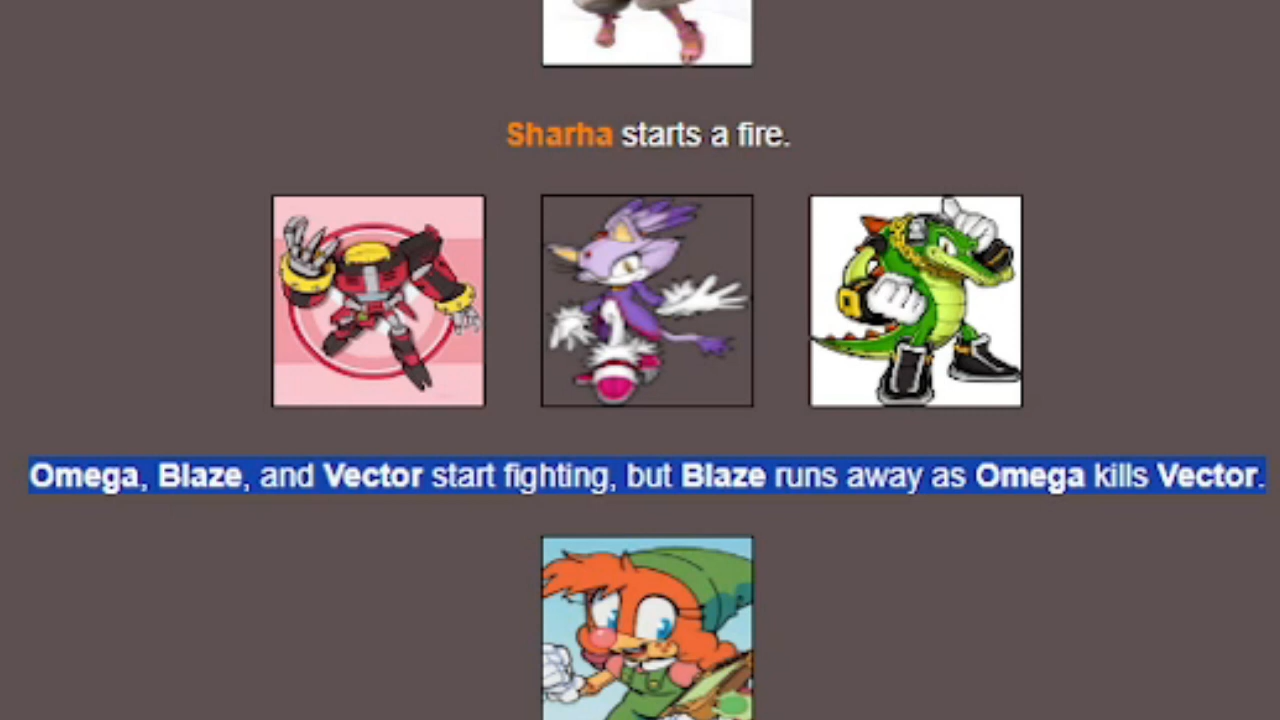 Sharha starts a fire.
Omega, Blaze, and Vector start fighting, but Blaze runs away as Omega kills Vector.